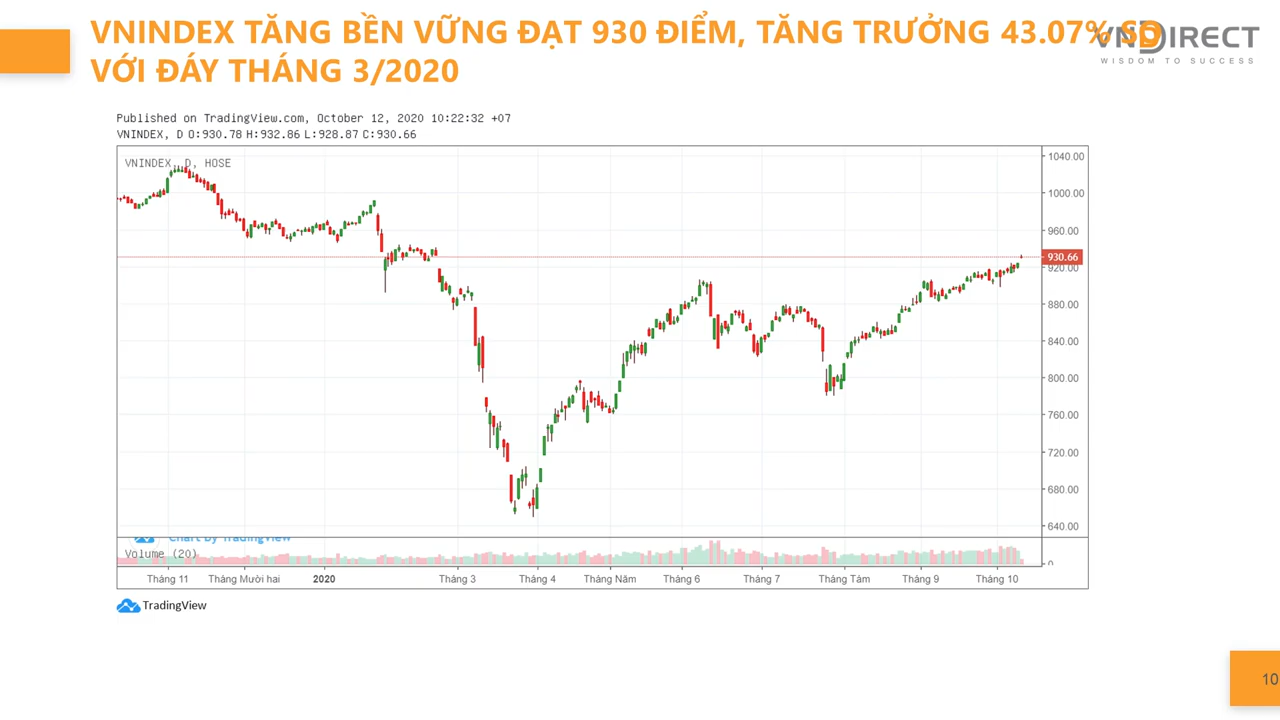 VNINDEX TĂNG BỀN VỮNG ĐẠT 930 ĐIỂM, TĂNG TRƯỞNG 43.07% SO
VỚI ĐÁY THÁNG 3/2020
VNDIRECT
WISDOM TO SUCCESS
Published on TradingView.com, October 12, 2020 10:22:32 +07
VNINDEX, D O:930.78 H:932.86 L:928.87 C:930.66
VNINDEX, D, HOSE
1040.00
1000.00
960.00
930.66
920.00
880.00
840.00
800.00
760.00
720.00
680.00
640.00
Chart by TradingView
Volume (20)
0
Tháng 11 Tháng Mười hai 2020 Tháng 3 Tháng 4 Tháng Năm Tháng 6 Tháng 7 Tháng Tám Tháng 9 Tháng 10
TradingView
10